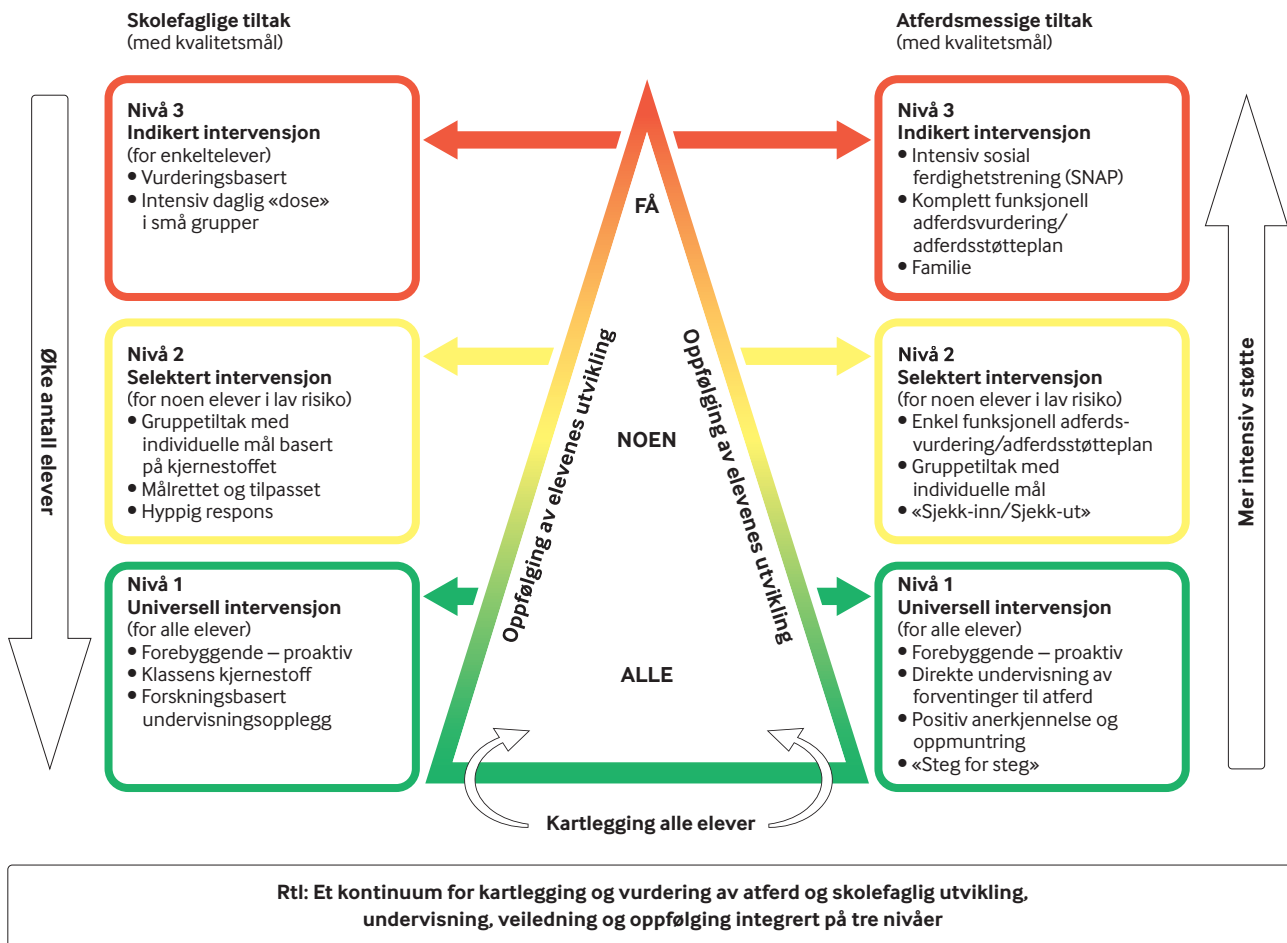 Skolefaglige tiltak
(med kvalitetsmål)
Atferdsmessige tiltak
(med kvalitetsmål)
Øke antall elever
Nivå 3
Indikert intervensjon
(for enkeltelever)
• Vurderingsbasert
• Intensiv daglig «dose»
i små grupper
Nivå 2
Selektert intervensjon
(for noen elever i lav risiko)
• Gruppetiltak med
individuelle mål basert
på kjernestoffet
• Målrettet og tilpasset
• Hyppig respons
Nivå 1
Universell intervensjon
(for alle elever)
• Forebyggende – proaktiv
• Klassens kjernestoff
• Forskningsbasert
undervisningsopplegg
FÅ
NOEN
ALLE
Oppfølging av elevenes utvikling
Oppfølging av elevenes utvikling
Kartlegging alle elever
Nivå 3
Indikert intervensjon
• Intensiv sosial
ferdighetstrening (SNAP)
• Komplett funksjonell
adferdsvurdering/
adferdsstøtteplan
• Familie
Nivå 2
Selektert intervensjon
(for noen elever i lav risiko)
• Enkel funksjonell adferds-
vurdering/adferdsstøtteplan
• Gruppetiltak med
individuelle mål
• «Sjekk-inn/Sjekk-ut»
Nivå 1
Universell intervensjon
(for alle elever)
• Forebyggende – proaktiv
• Direkte undervisning av
forventinger til atferd
• Positiv anerkjennelse og
oppmuntring
• «Steg for steg»
Mer intensiv støtte
RtI: Et kontinuum for kartlegging og vurdering av atferd og skolefaglig utvikling,
undervisning, veiledning og oppfølging integrert på tre nivåer